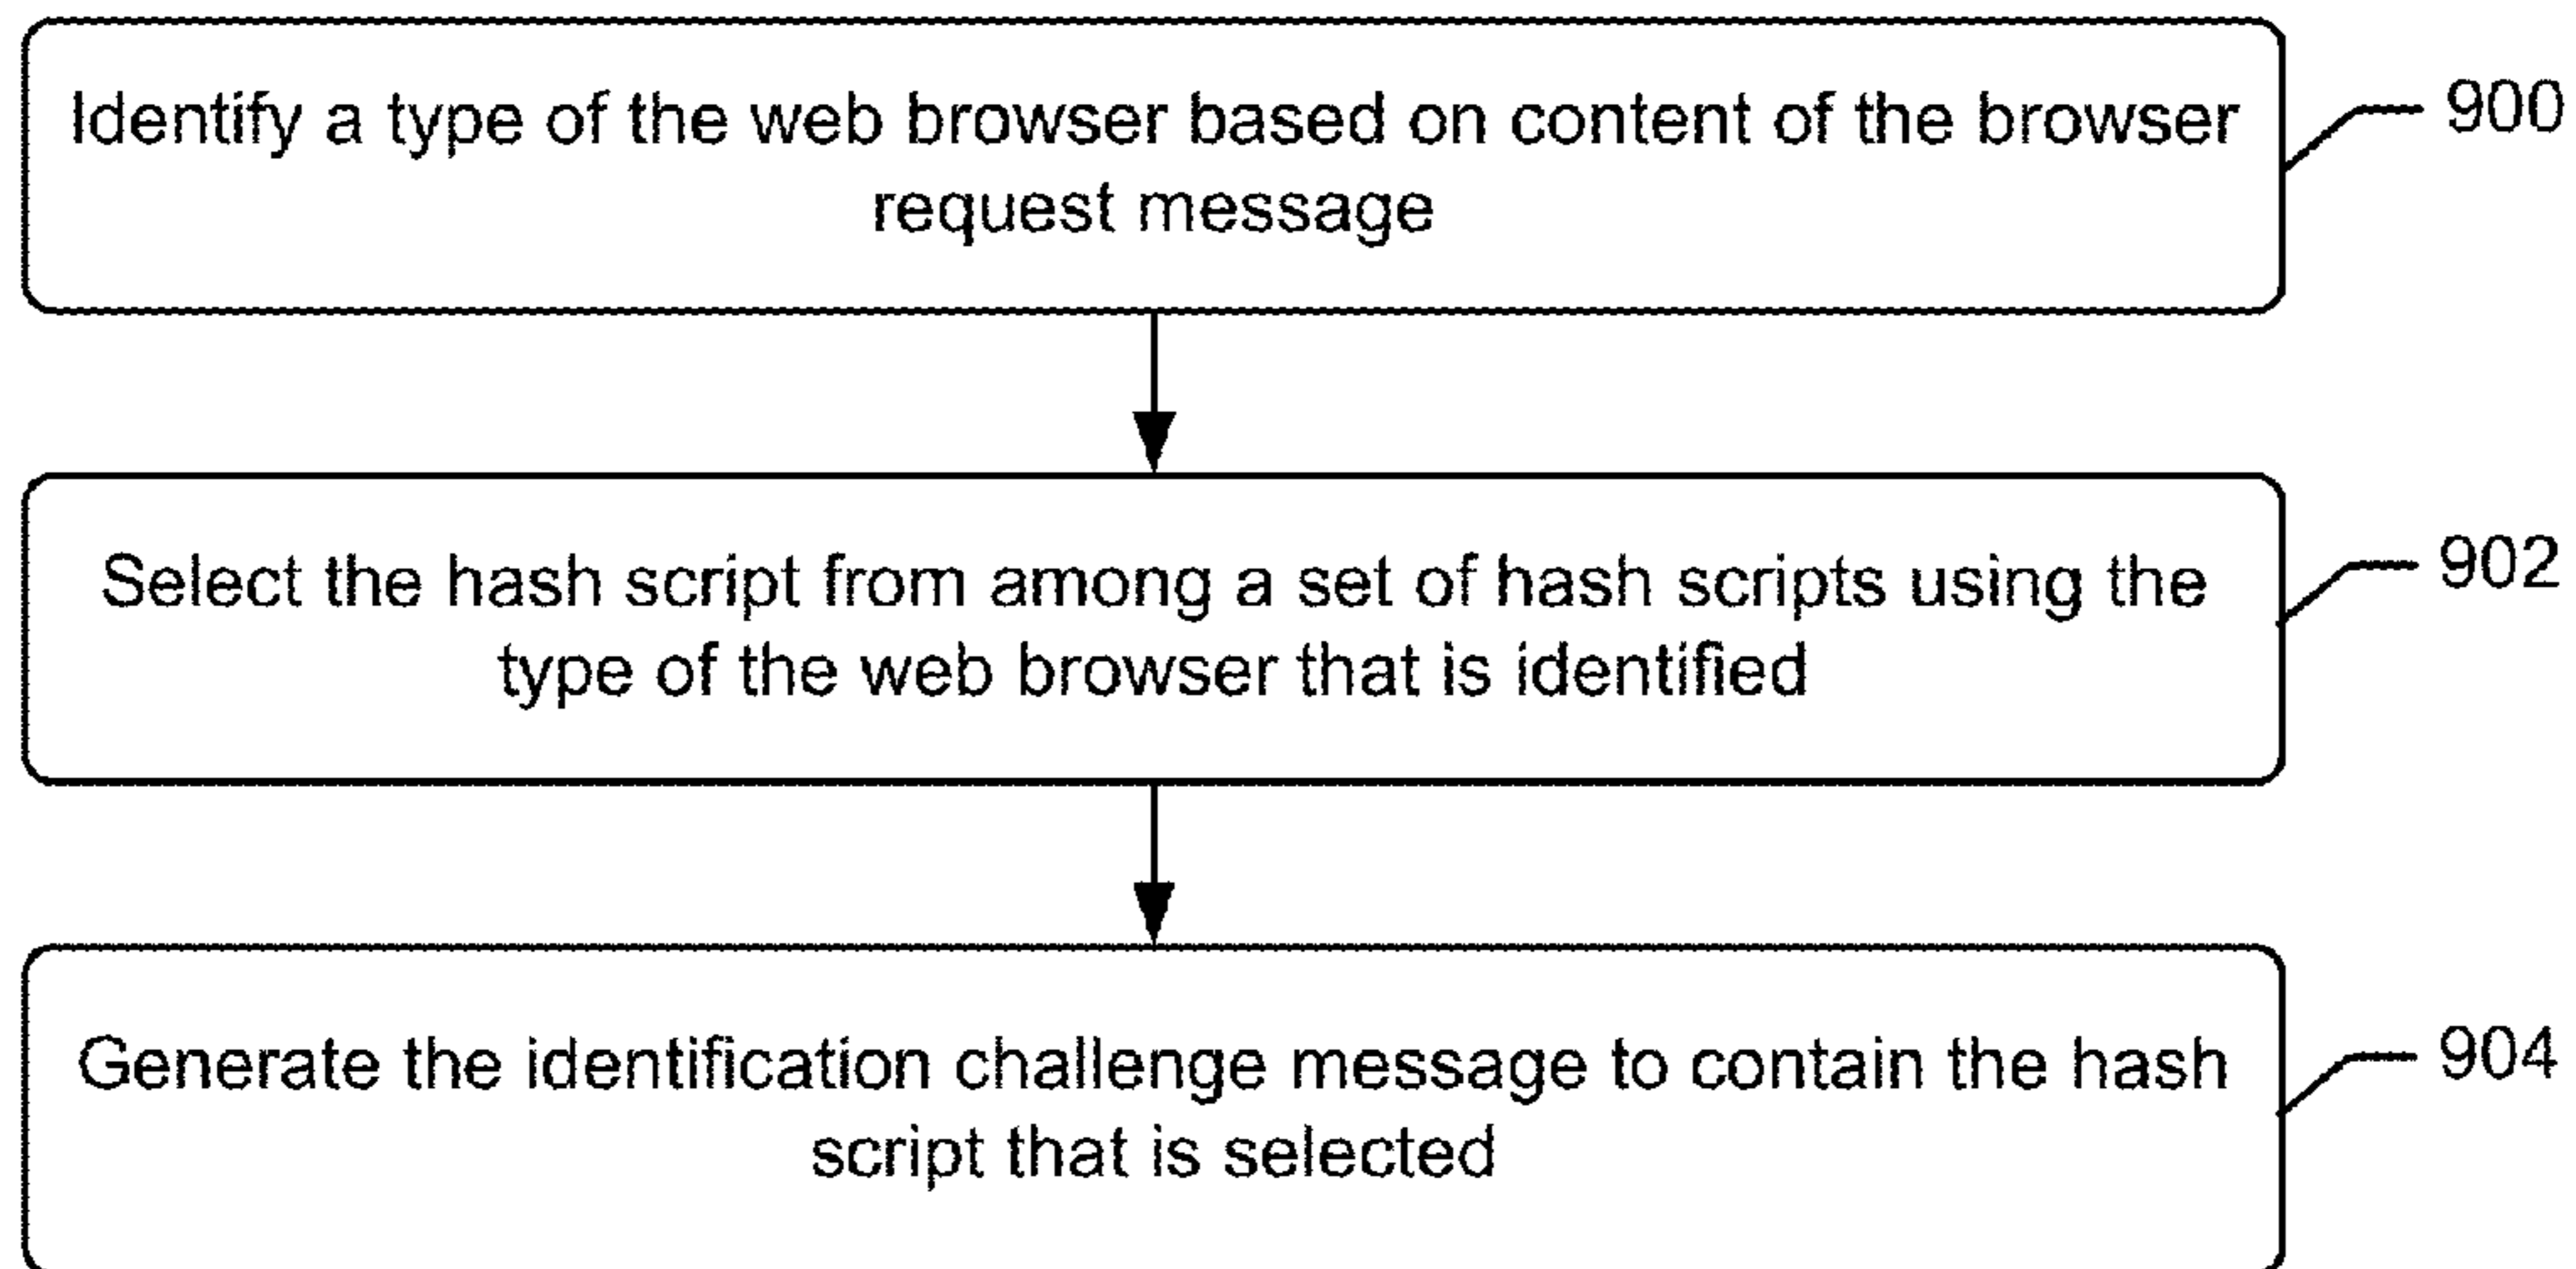 Identify a type of the web browser based on content of the browser
request message
900
Select the hash script from among a set of hash scripts using the
type of the web browser that is identified
902
Generate the identification challenge message to contain the hash
script that is selected
904